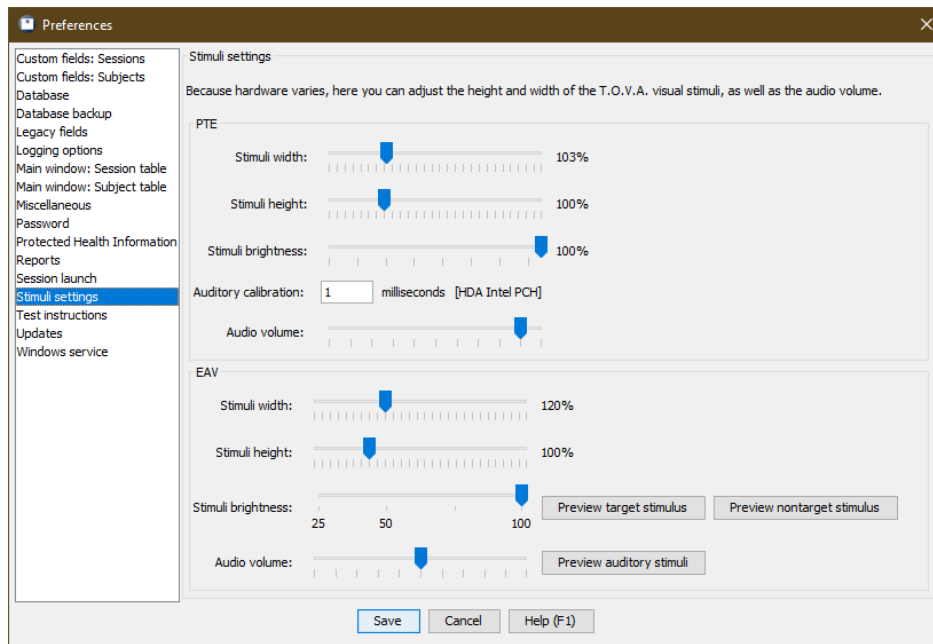 Preferences
Custom fields: Sessions
Custom fields: Subjects
Database
Database backup
Legacy fields
Logging options
Main window: Session table
Main window: Subject table
Miscellaneous
Password
Protected Health Information
Reports
Session launch
Stimuli settings
Test instructions
Updates
Windows service
Stimuli settings
Because hardware varies, here you can adjust the height and width of the T.O.V.A. visual stimuli, as well as the audio volume.
PTE
Stimuli width: 103%
Stimuli height: 100%
Stimuli brightness: 100%
Auditory calibration: 1 milliseconds [HDA Intel PCH]
Audio volume:
EAV
Stimuli width: 120%
Stimuli height: 100%
Stimuli brightness: Preview target stimulus Preview nontarget stimulus
25 50 100
Audio volume: Preview auditory stimuli
Save Cancel Help (F1)